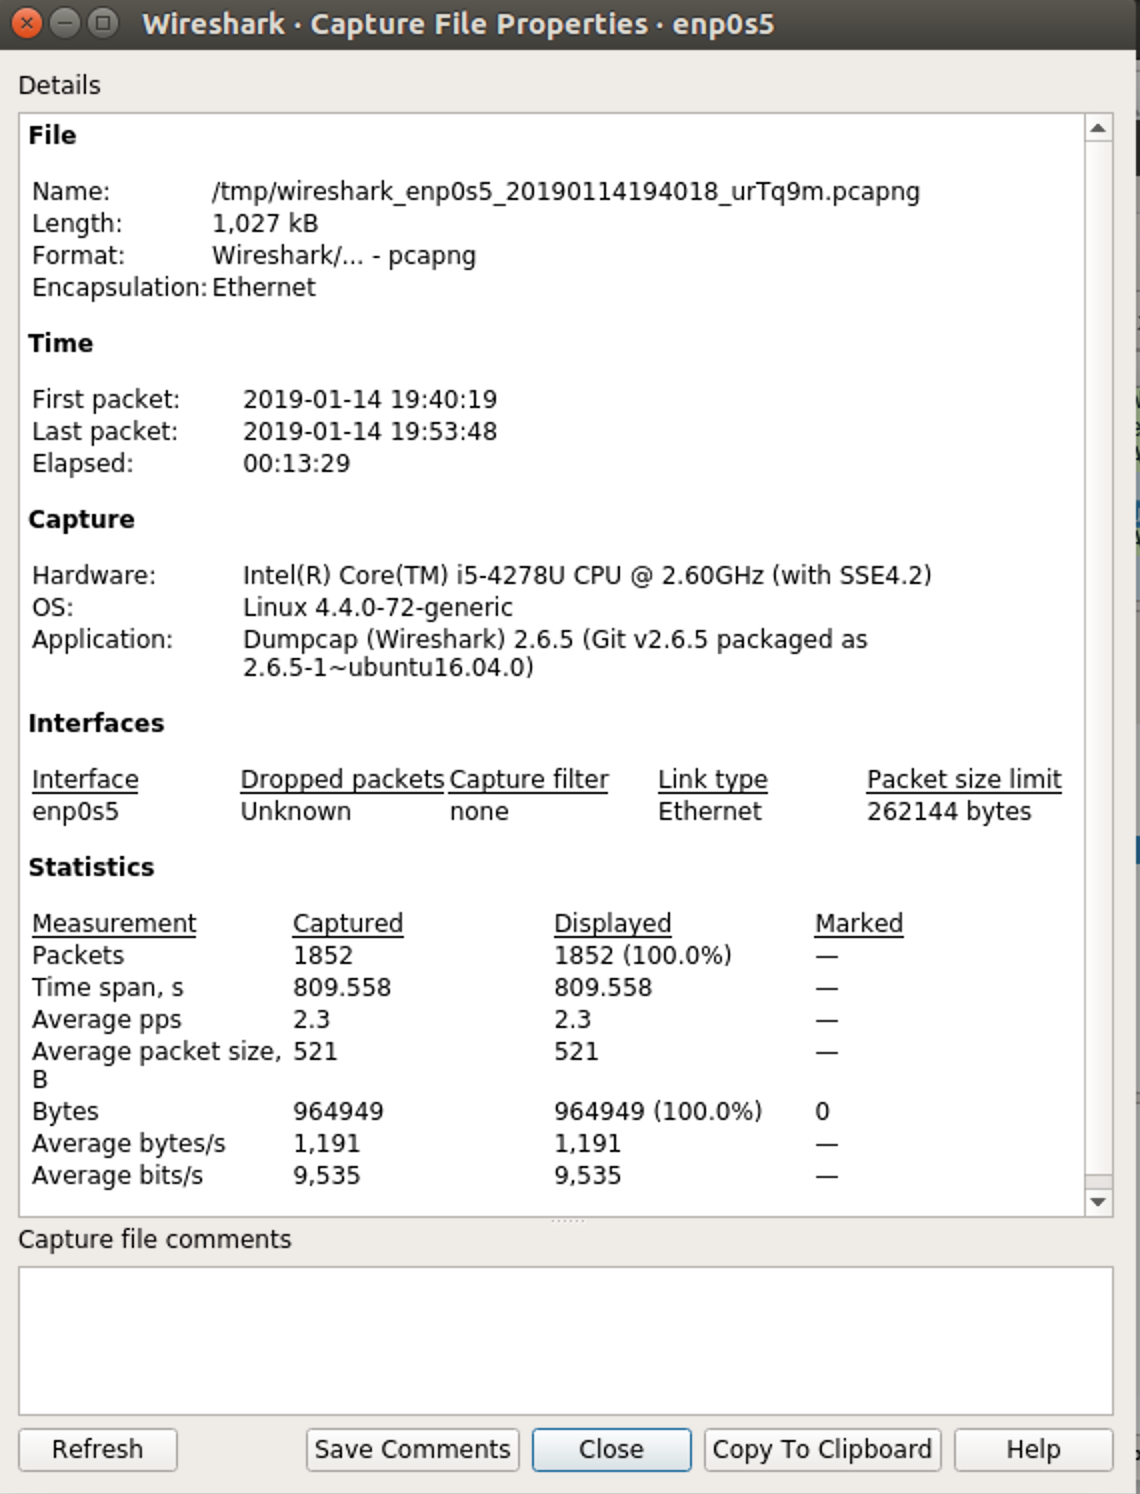 Wireshark · Capture File Properties · enp0s5
Details
File
Name: /tmp/wireshark_enp0s5_20190114194018_urTq9m.pcapng
Length: 1,027 kB
Format: Wireshark/... - pcapng
Encapsulation: Ethernet
Time
First packet: 2019-01-14 19:40:19
Last packet: 2019-01-14 19:53:48
Elapsed: 00:13:29
Capture
Hardware: Intel(R) Core(TM) i5-4278U CPU @ 2.60GHz (with SSE4.2)
OS: Linux 4.4.0-72-generic
Application: Dumpcap (Wireshark) 2.6.5 (Git v2.6.5 packaged as
2.6.5-1~ubuntu16.04.0)
Interfaces
Interface Dropped packets Capture filter Link type Packet size limit
enp0s5 Unknown none Ethernet 262144 bytes
Statistics
Measurement Captured Displayed Marked
Packets 1852 1852 (100.0%) —
Time span, s 809.558 809.558 —
Average pps 2.3 2.3 —
Average packet size, 521 521 —
B
Bytes 964949 964949 (100.0%) 0
Average bytes/s 1,191 1,191 —
Average bits/s 9,535 9,535 —
Capture file comments
Refresh Save Comments Close Copy To Clipboard Help